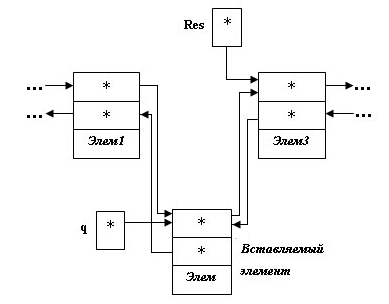 Res *
... * * ...
... * * ...
Элем1 Элем3
q * *
* Вставляемый
Элем элемент